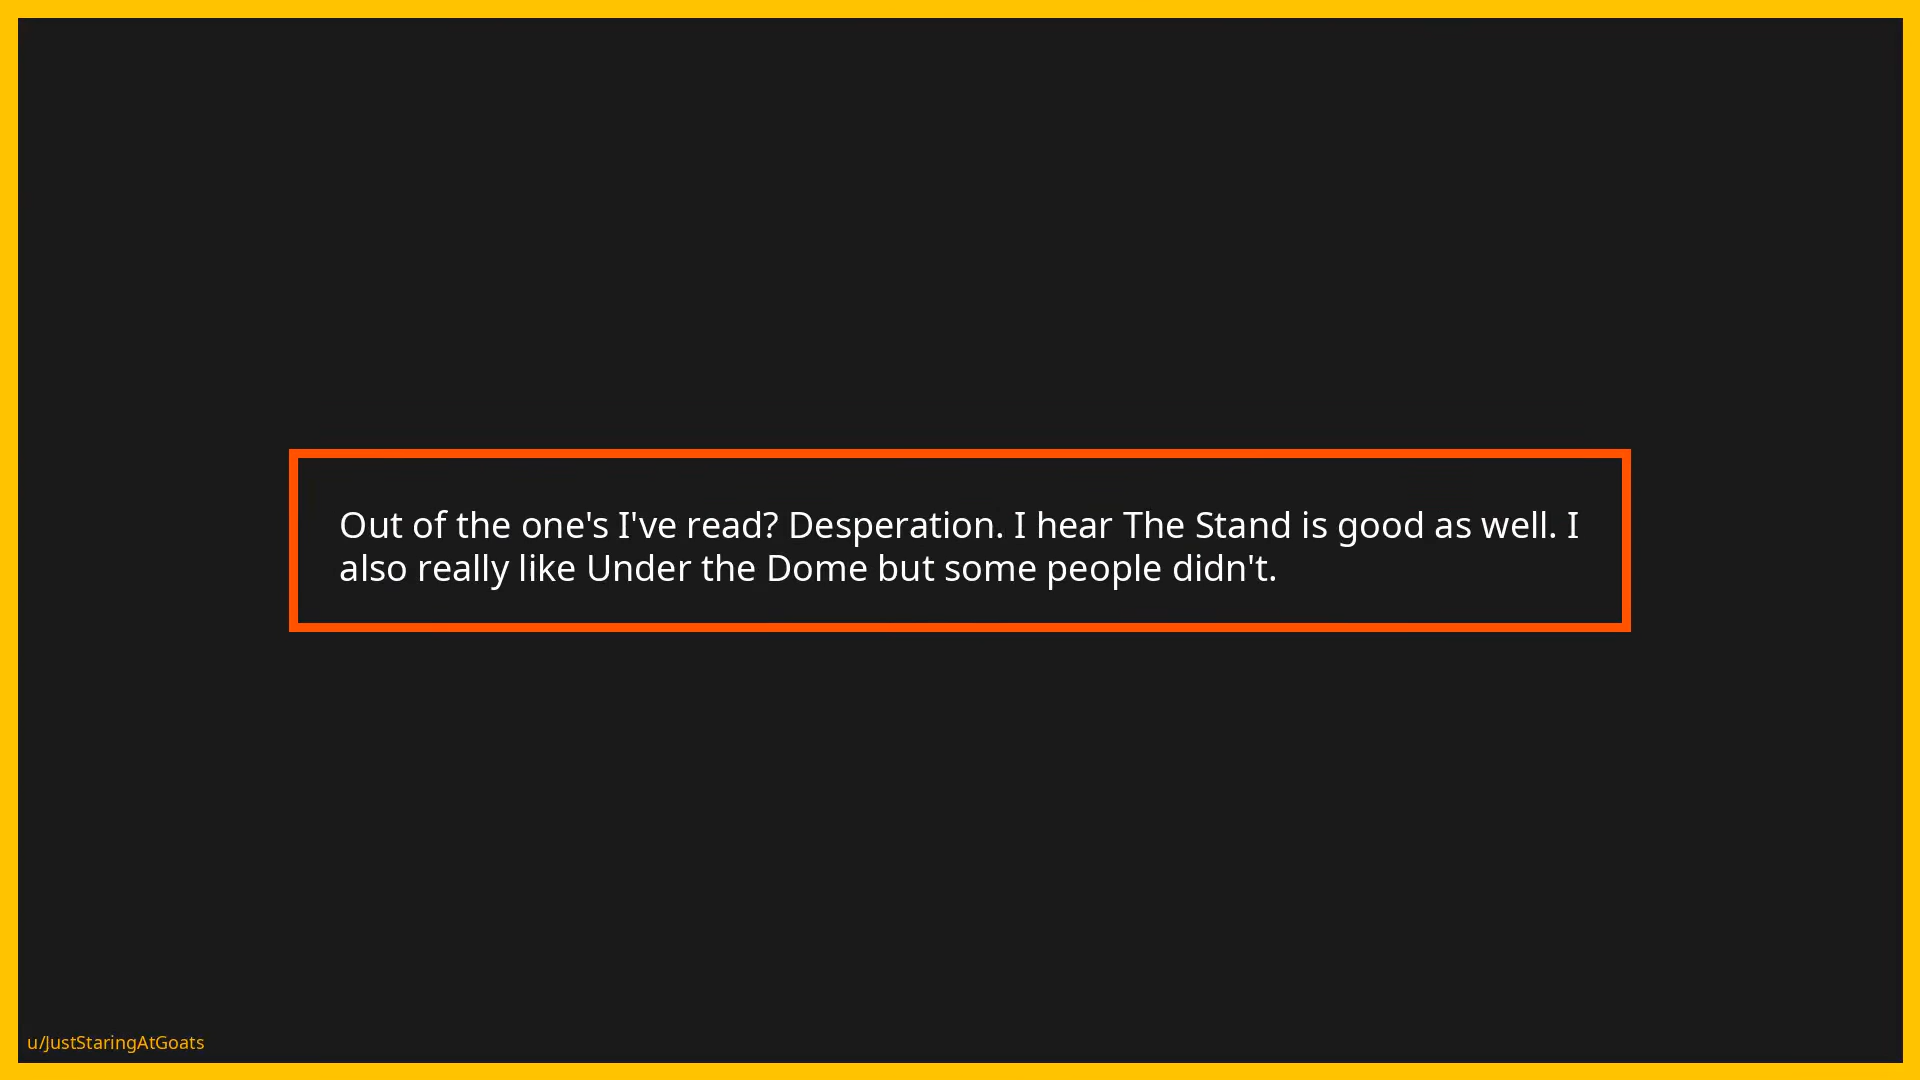 Out of the one's I've read? Desperation. I hear The Stand is good as well. I
also really like Under the Dome but some people didn't.
u/JustStaringAtGoats